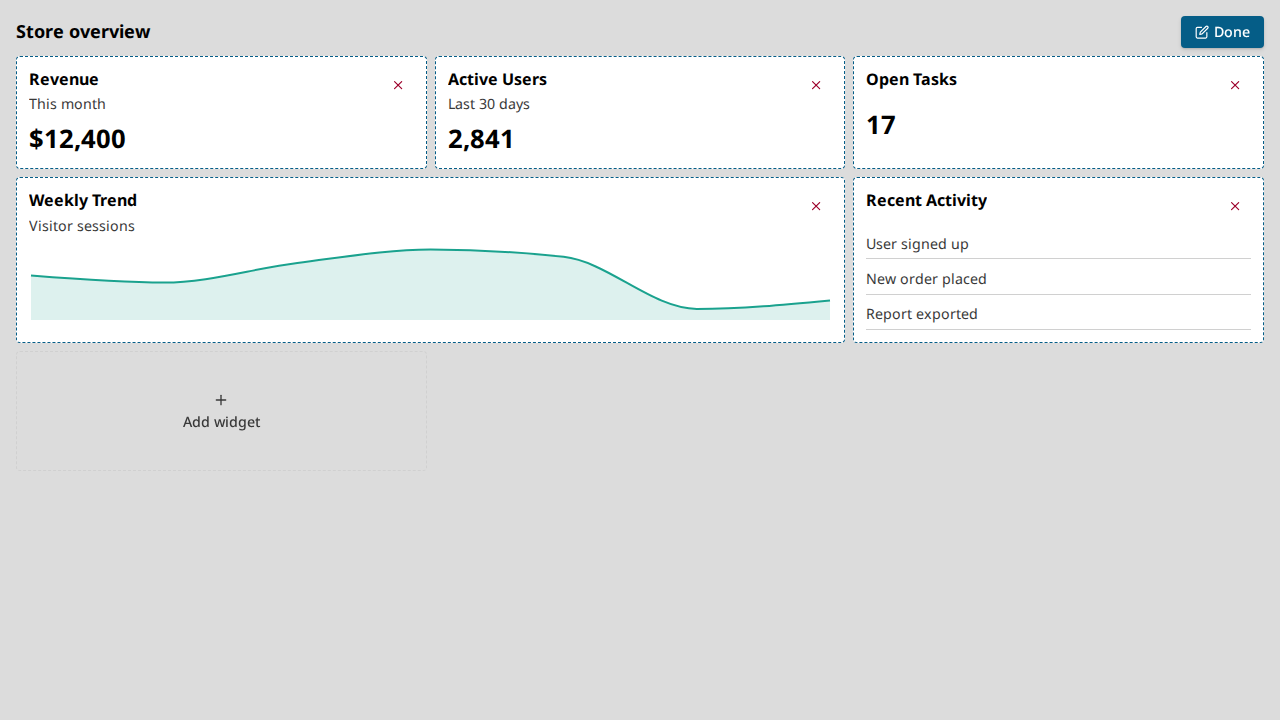 Store overview
Done
Revenue
This month
$12,400
Active Users
Last 30 days
2,841
Open Tasks
17
Weekly Trend
Visitor sessions
Recent Activity
User signed up
New order placed
Report exported
Add widget